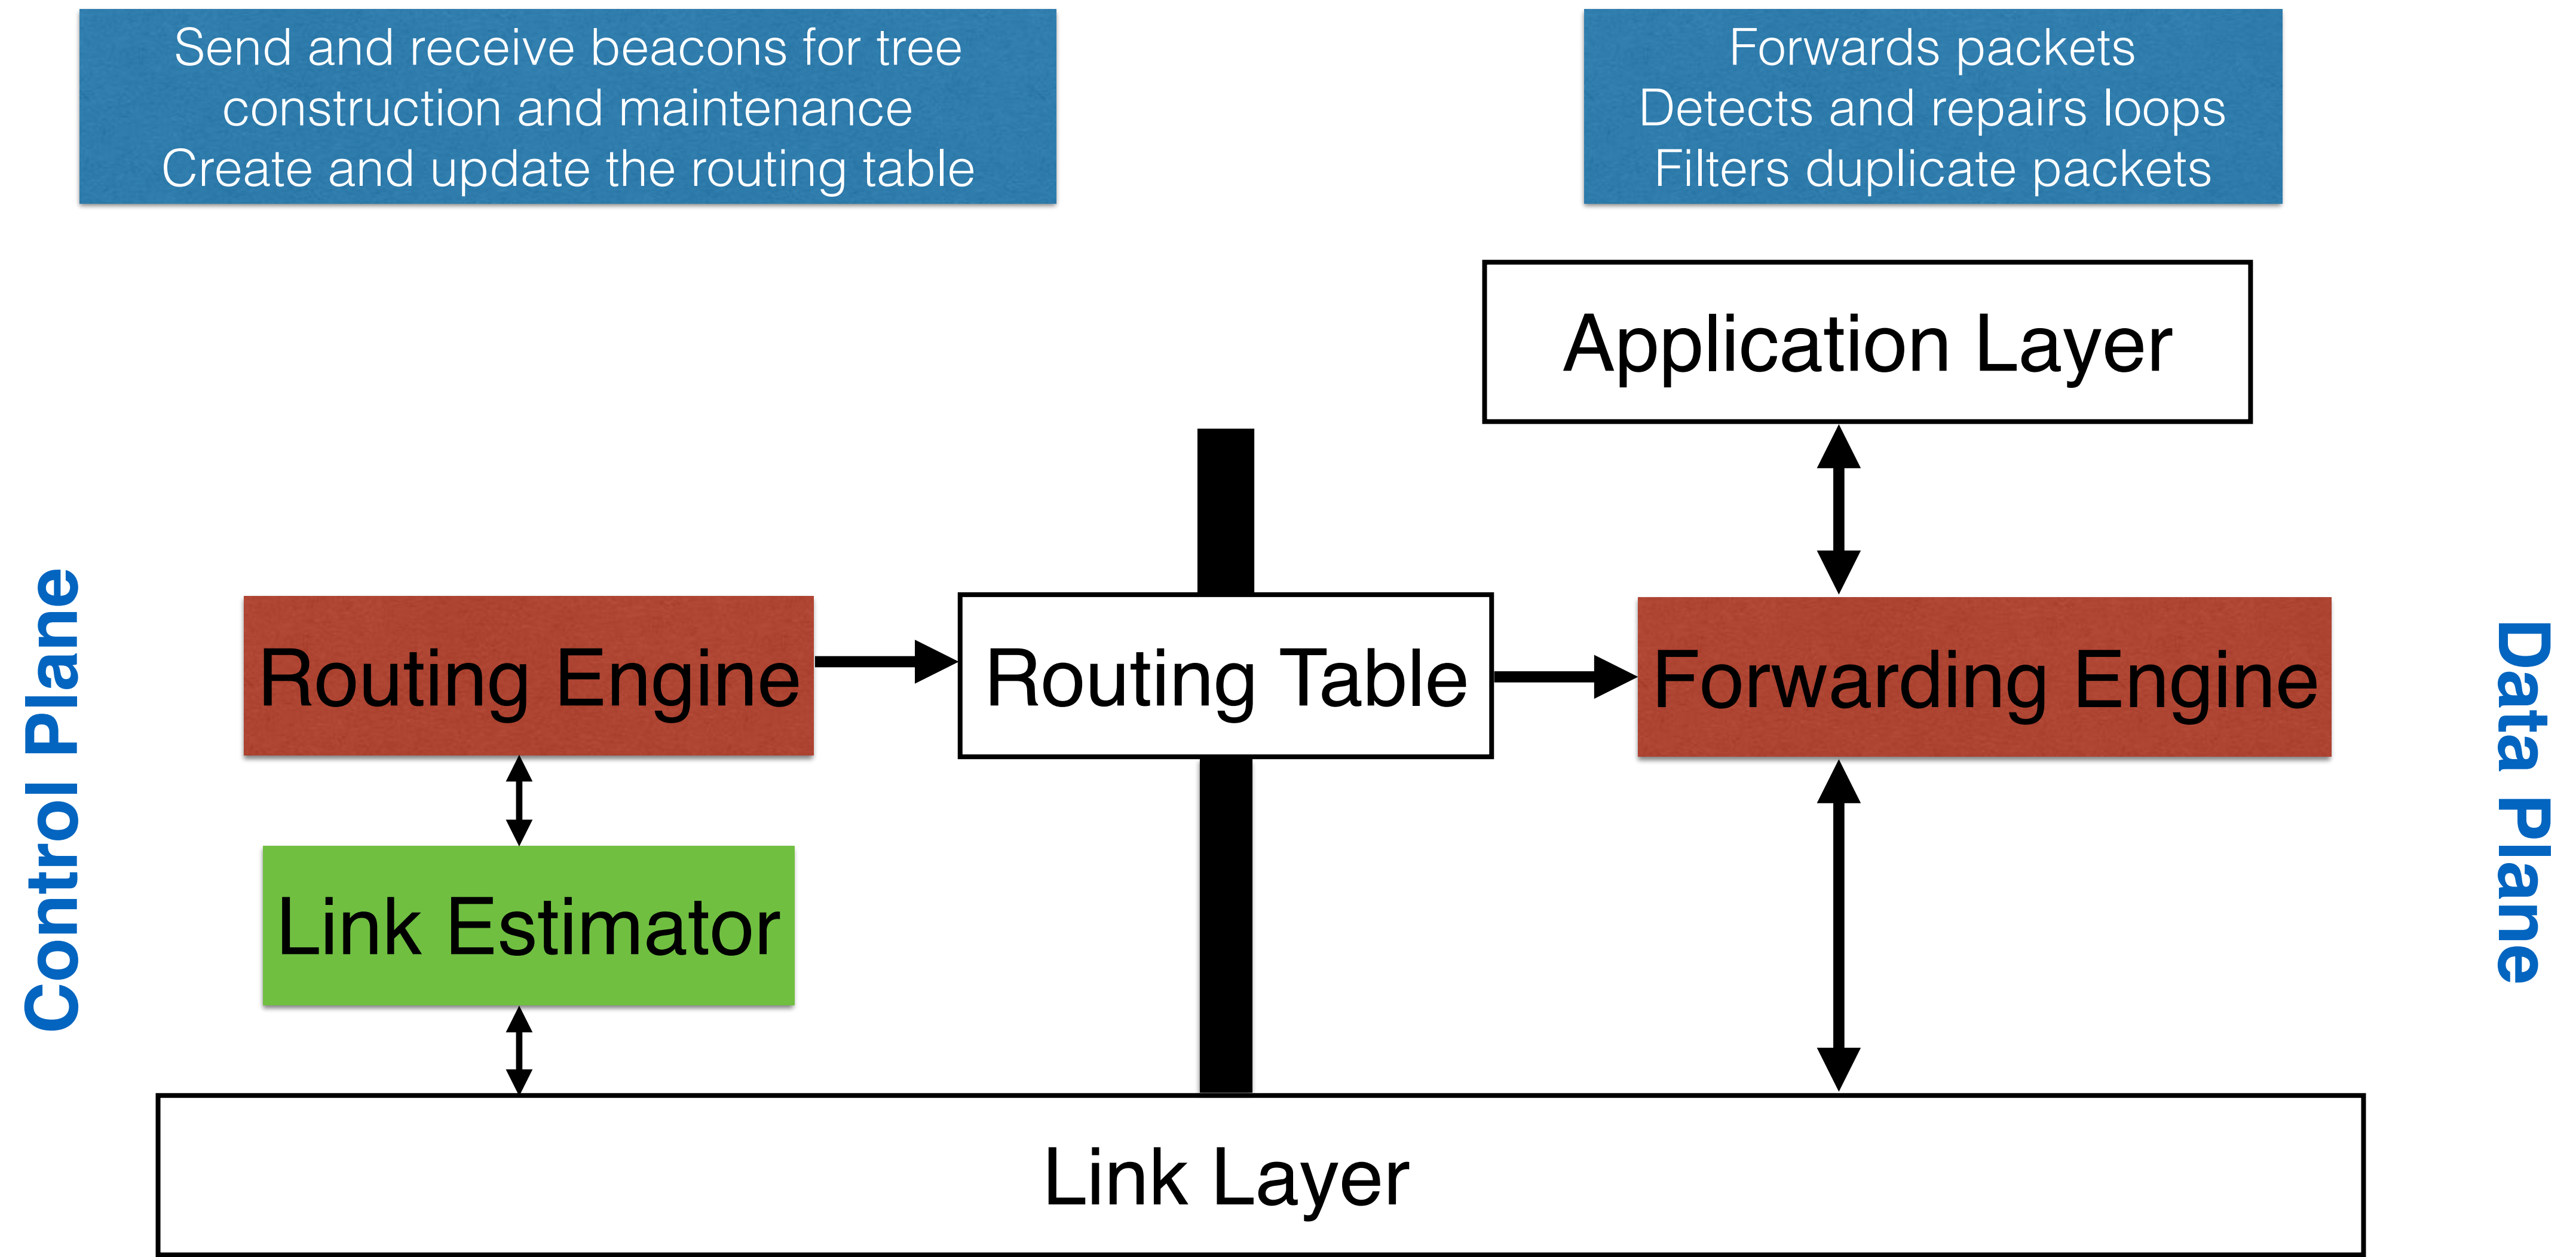 Send and receive beacons for tree
construction and maintenance
Create and update the routing table
Forwards packets
Detects and repairs loops
Filters duplicate packets
Application Layer
Control Plane
Routing Engine
Routing Table
Forwarding Engine
Data Plane
Link Estimator
Link Layer